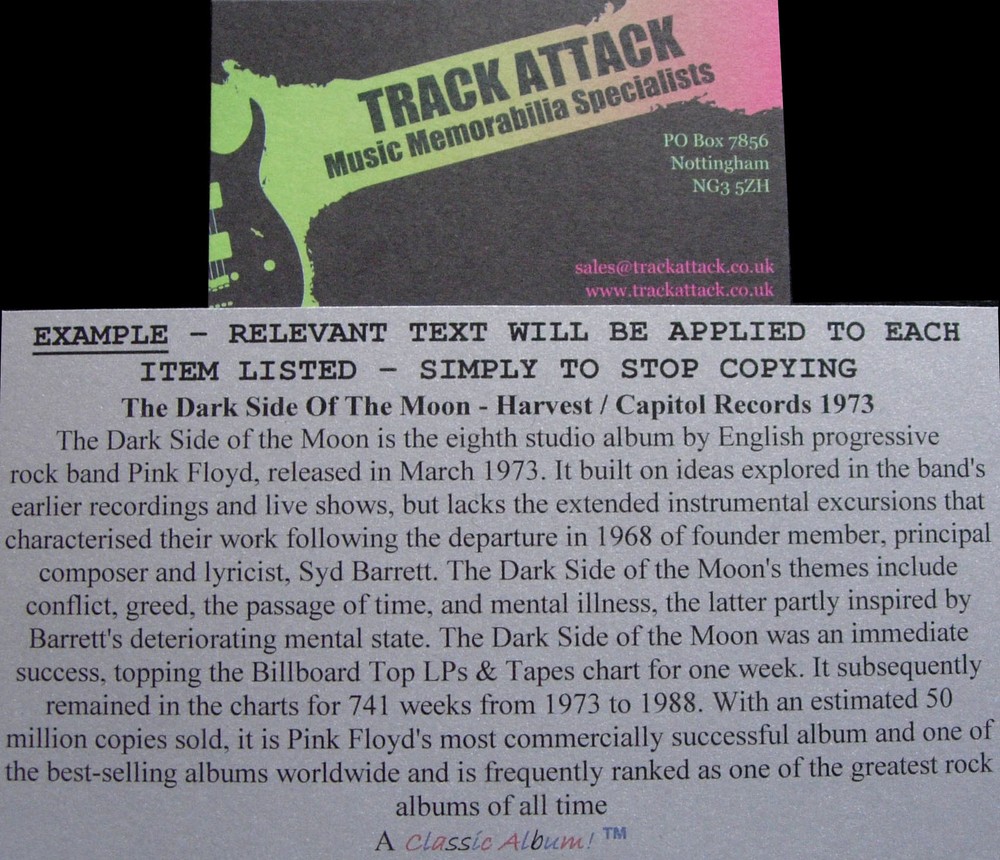 TRACK ATTACK
Music Memorabilia Specialists
PO Box 7856
Nottingham
NG3 5ZH
sales@trackattack.co.uk
www.trackattack.co.uk
EXAMPLE – RELEVANT TEXT WILL BE APPLIED TO EACH
ITEM LISTED – SIMPLY TO STOP COPYING
The Dark Side Of The Moon - Harvest / Capitol Records 1973
The Dark Side of the Moon is the eighth studio album by English progressive
rock band Pink Floyd, released in March 1973. It built on ideas explored in the band's
earlier recordings and live shows, but lacks the extended instrumental excursions that
characterised their work following the departure in 1968 of founder member, principal
composer and lyricist, Syd Barrett. The Dark Side of the Moon's themes include
conflict, greed, the passage of time, and mental illness, the latter partly inspired by
Barrett's deteriorating mental state. The Dark Side of the Moon was an immediate
success, topping the Billboard Top LPs & Tapes chart for one week. It subsequently
remained in the charts for 741 weeks from 1973 to 1988. With an estimated 50
million copies sold, it is Pink Floyd's most commercially successful album and one of
the best-selling albums worldwide and is frequently ranked as one of the greatest rock
albums of all time
A Classic Album! ™